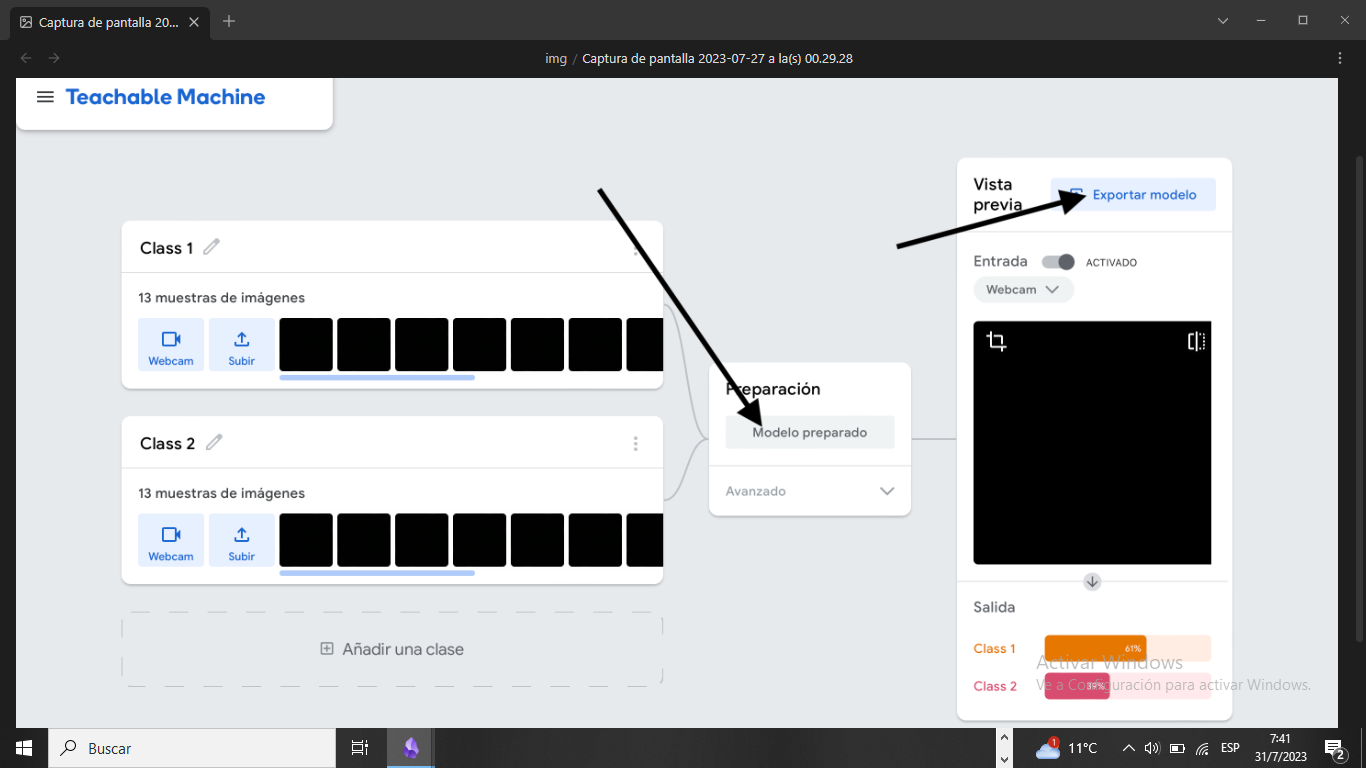 Captura de pantalla 20...
img / Captura de pantalla 2023-07-27 a la(s) 00.29.28
Teachable Machine
Class 1
13 muestras de imágenes
Webcam
Subir
Class 2
13 muestras de imágenes
Webcam
Subir
Añadir una clase
Preparación
Modelo preparado
Avanzado
Vista
previa
Exportar modelo
Entrada
ACTIVADO
Webcam
Salida
Class 1
61%
Class 2
39%
Activar Windows
Ve a Configuración para activar Windows.
Buscar
1
11°C
ESP
7:41
31/7/2023
2